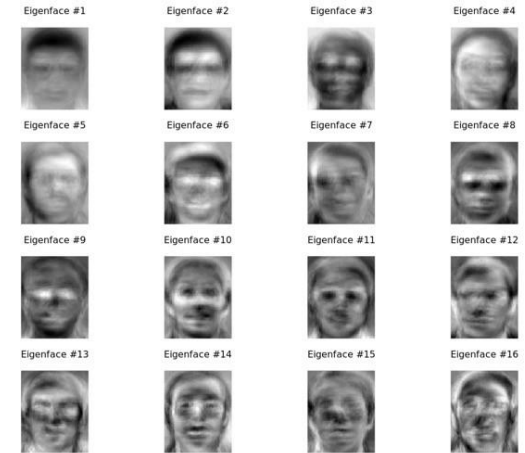 Eigenface #1 Eigenface #2 Eigenface #3 Eigenface #4
Eigenface #5 Eigenface #6 Eigenface #7 Eigenface #8
Eigenface #9 Eigenface #10 Eigenface #11 Eigenface #12
Eigenface #13 Eigenface #14 Eigenface #15 Eigenface #16